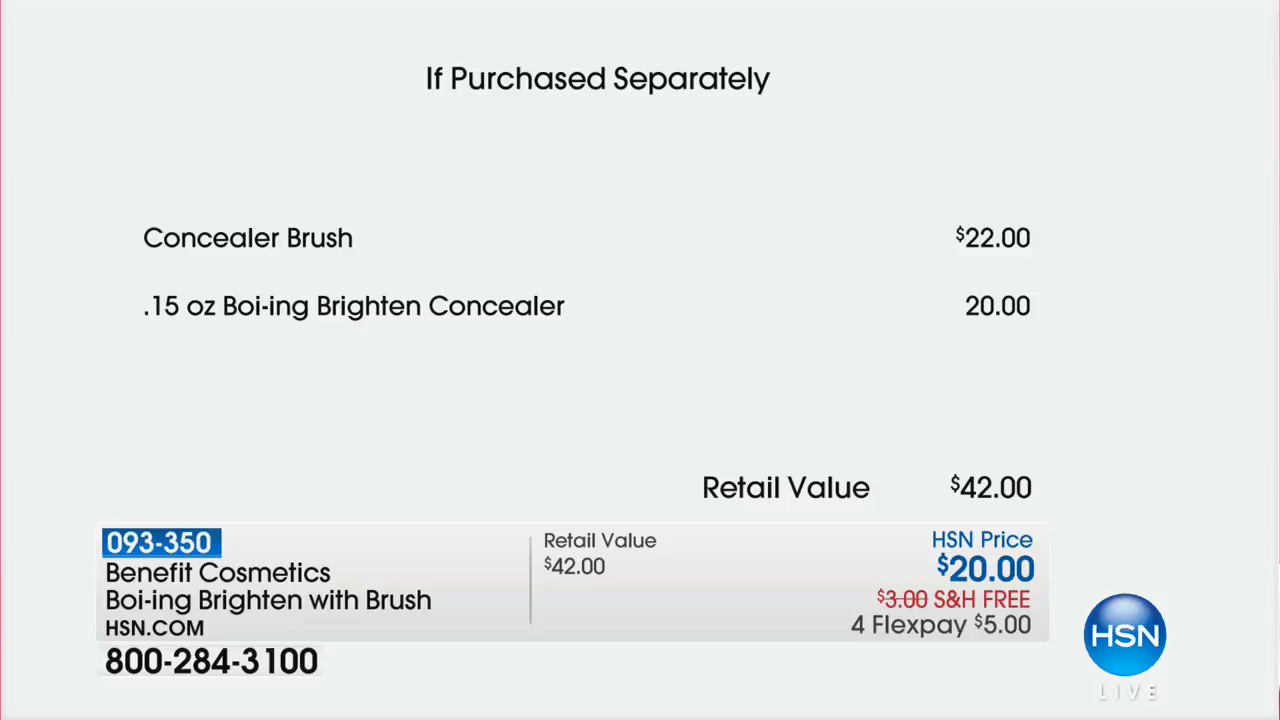 If Purchased Separately
Concealer Brush $22.00
.15 oz Boi-ing Brighten Concealer 20.00
Retail Value $42.00
093-350
Benefit Cosmetics
Boi-ing Brighten with Brush
HSN.COM
800-284-3100
Retail Value
$42.00
HSN Price
$20.00
$3.00 S&H FREE
4 Flexpay $5.00
HSN
LIVE